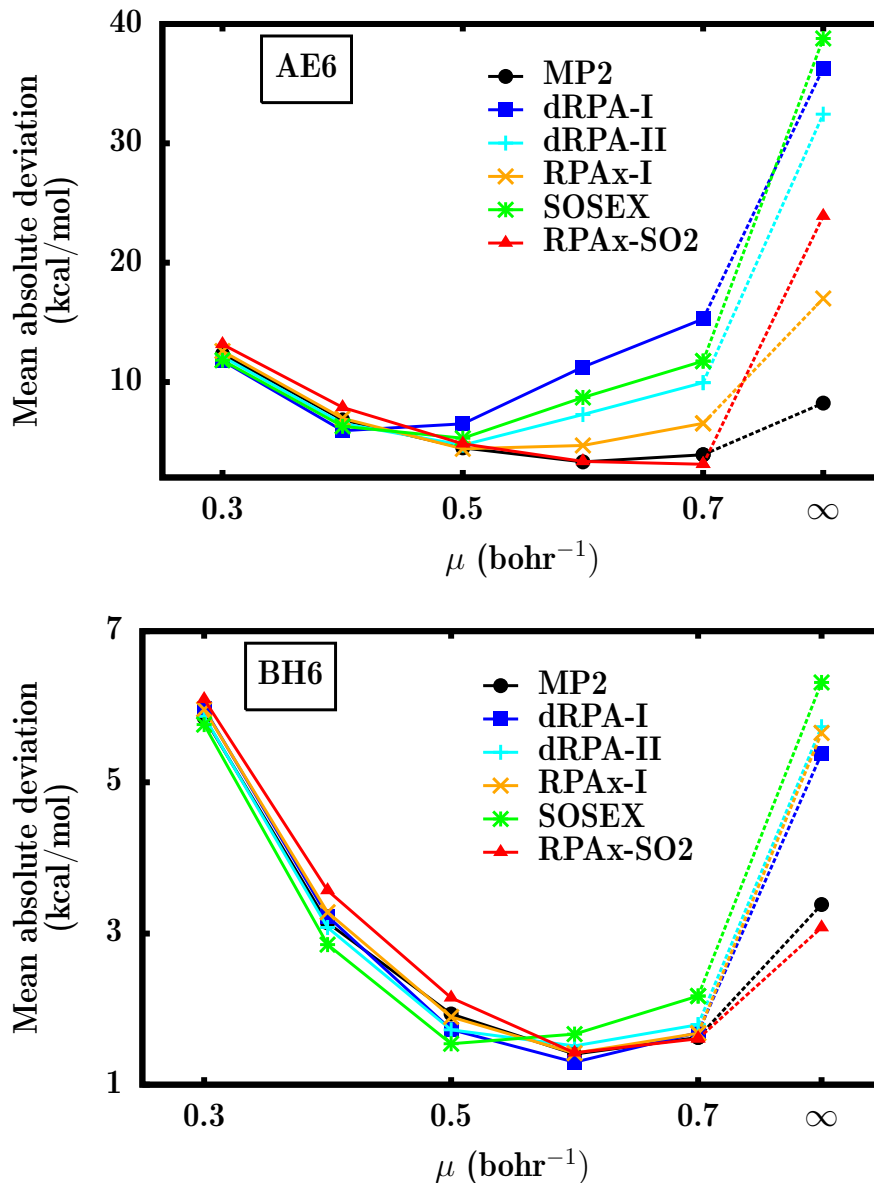 40
30
20
10
Mean absolute deviation
(kcal/mol)
AE6
MP2
dRPA-I
dRPA-II
RPAx-I
SOSEX
RPAx-SO2
0.3 0.5 0.7 ∞
μ (bohr⁻¹)
7
5
3
1
Mean absolute deviation
(kcal/mol)
BH6
MP2
dRPA-I
dRPA-II
RPAx-I
SOSEX
RPAx-SO2
0.3 0.5 0.7 ∞
μ (bohr⁻¹)